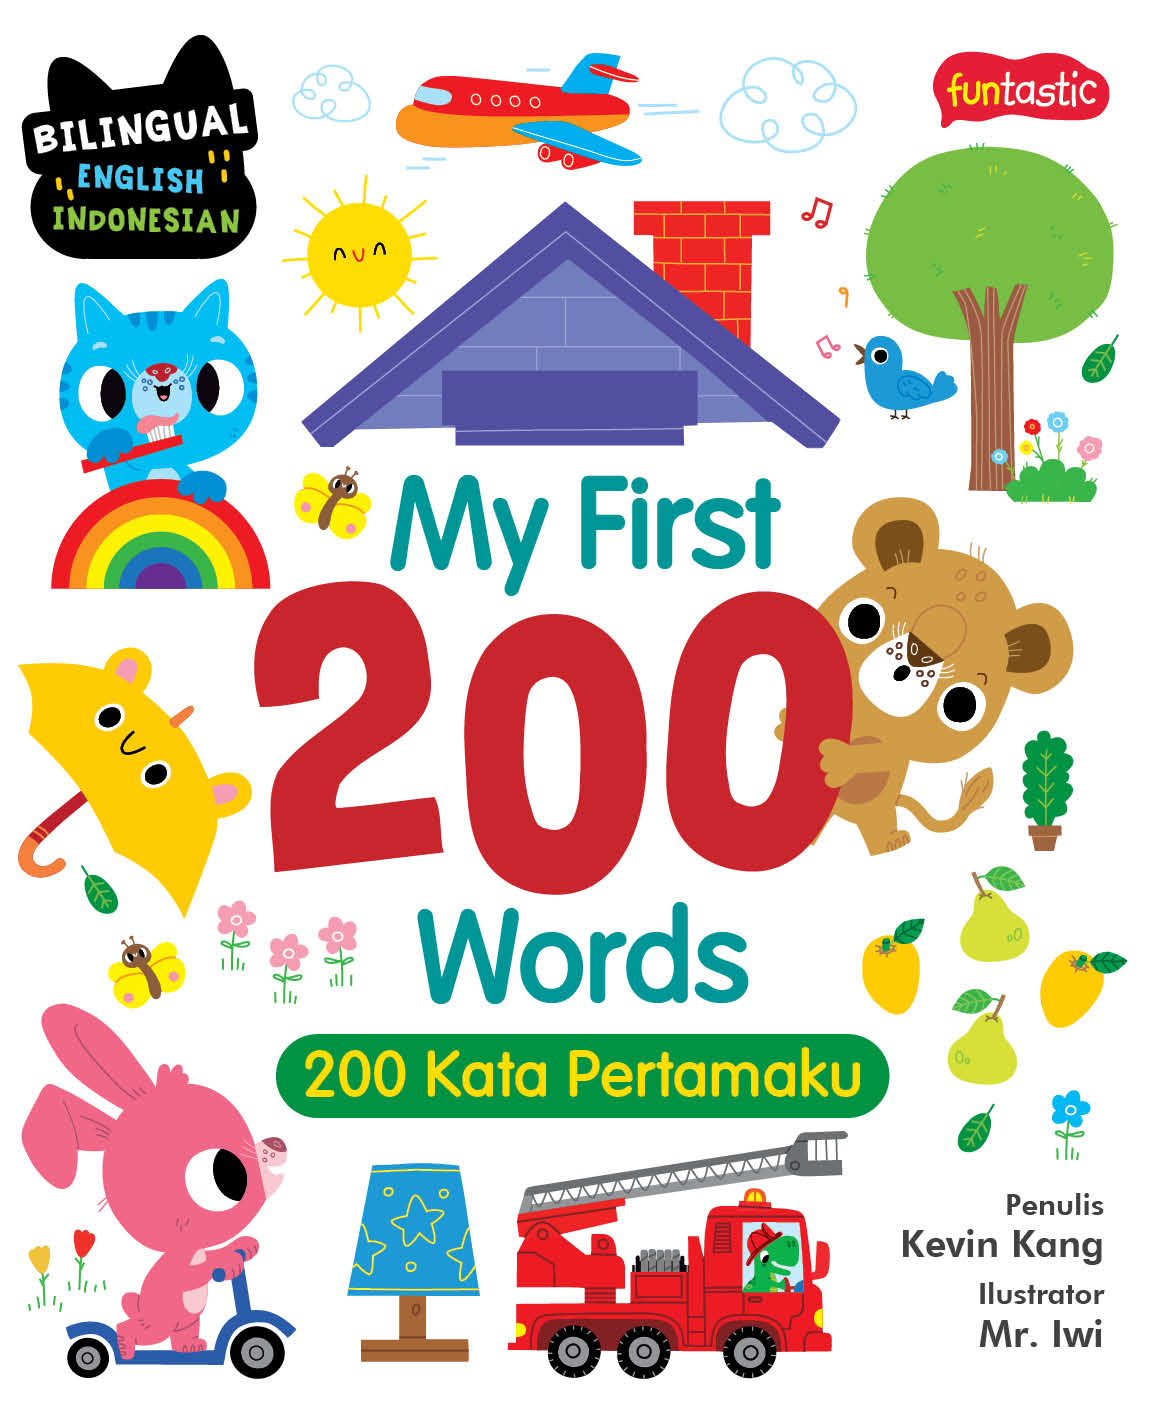 BILINGUAL
ENGLISH
INDONESIAN
funtastic
My First
200
Words
200 Kata Pertamaku
Penulis
Kevin Kang
Ilustrator
Mr. Iwi